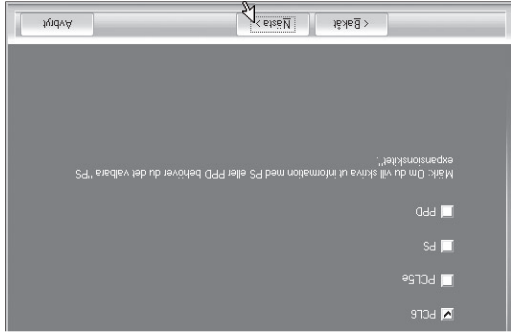 PCL6
PCL5e
PS
PPD
Märk: Om du vill skriva ut information med PS eller PPD behöver du det valbara "PS
expansionskitet".
< Bakåt
Nästa >
Avbryt